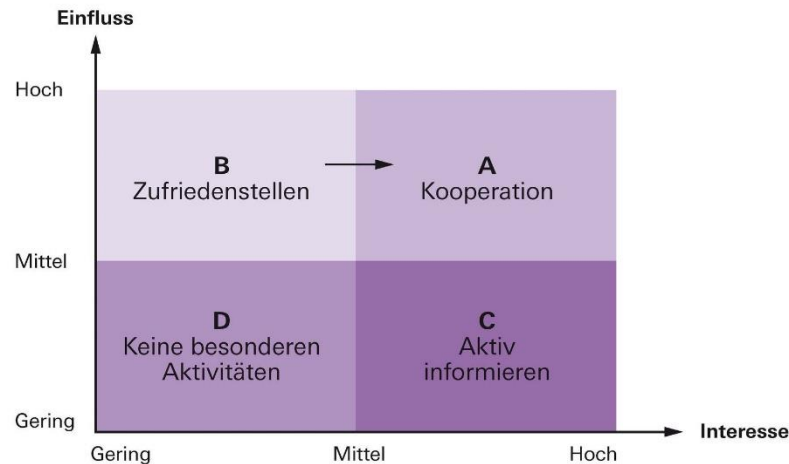 Einfluss
Hoch
B
Zufriedenstellen
A
Kooperation
Mittel
D
Keine besonderen
Aktivitäten
C
Aktiv
informieren
Gering
Interesse
Gering
Mittel
Hoch